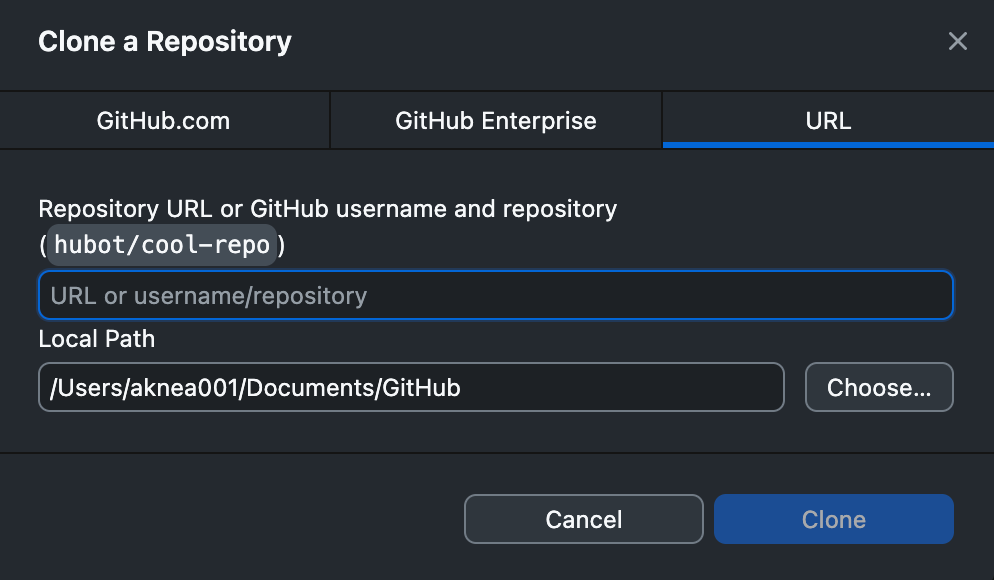 Clone a Repository
GitHub.com
GitHub Enterprise
URL
Repository URL or GitHub username and repository
(hubot/cool-repo)
URL or username/repository
Local Path
/Users/aknea001/Documents/GitHub
Choose...
Cancel
Clone